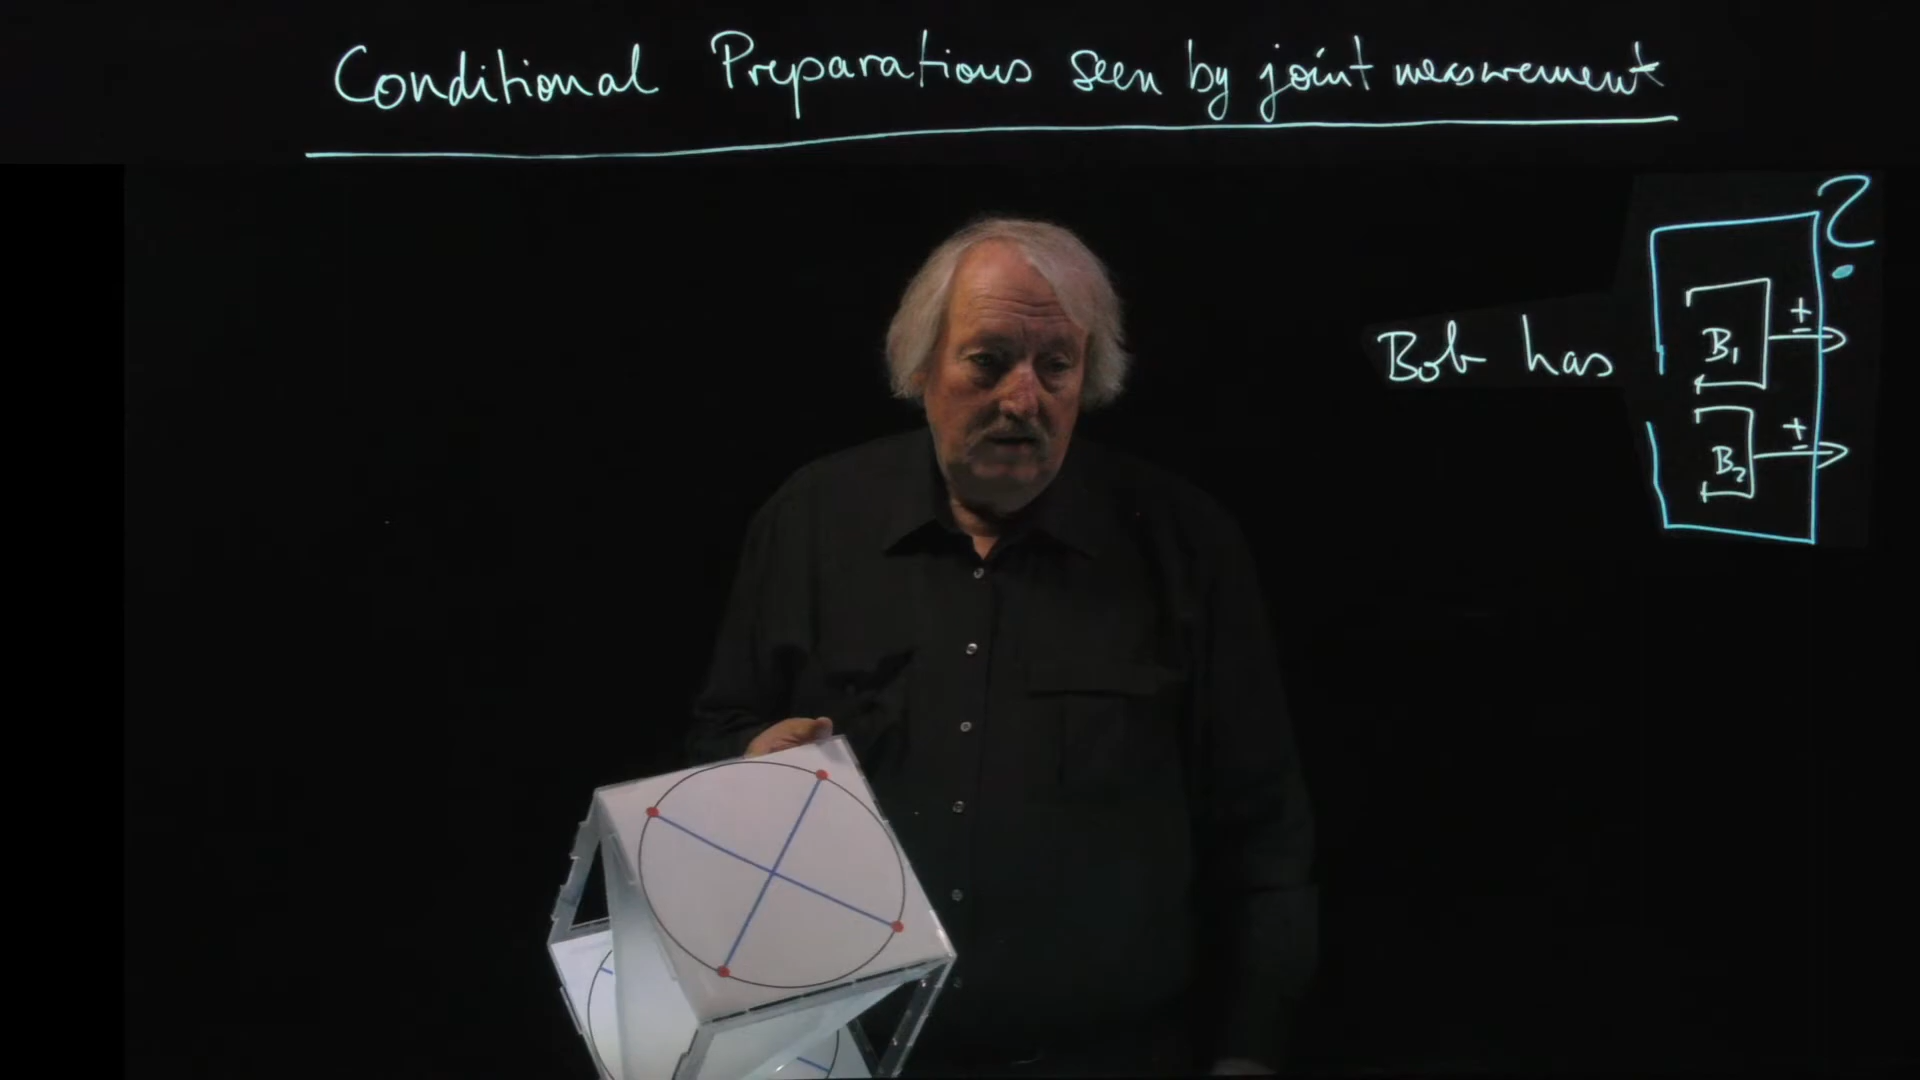 Conditional Preparations seen by joint measurement
?
B₁ ±
Bob has
B₂ ±